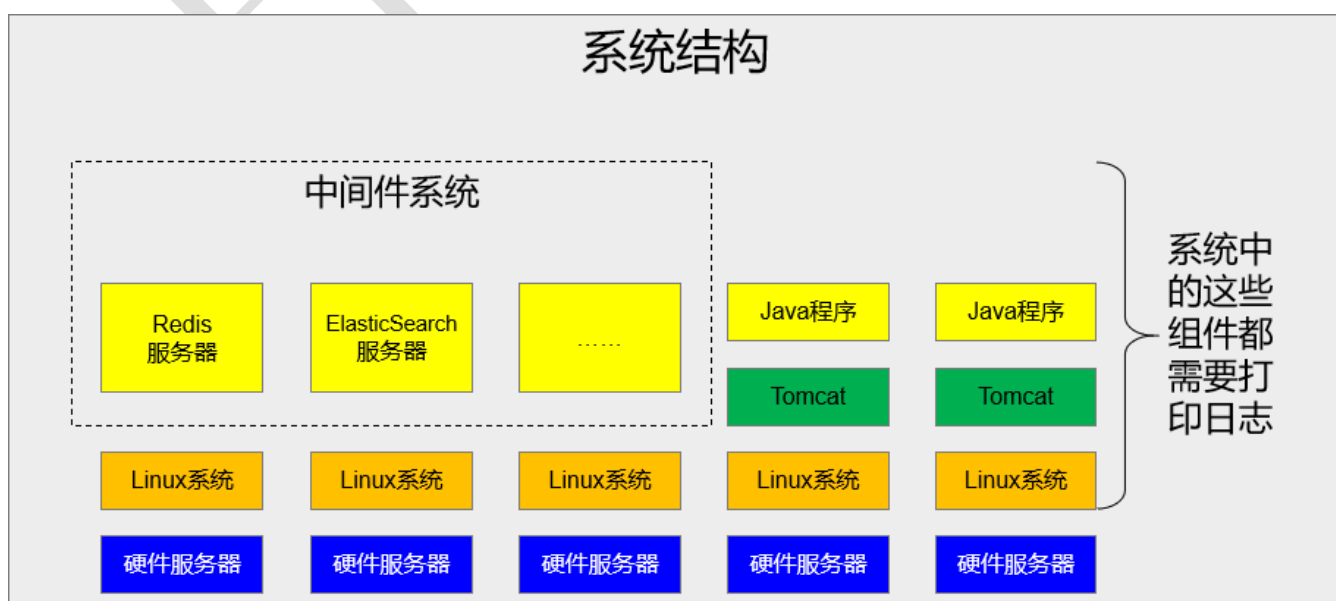 系统结构
中间件系统
Redis
服务器
ElasticSearch
服务器
……
Java程序
Java程序
Tomcat
Tomcat
系统中
的这些
组件都
需要打
印日志
Linux系统
Linux系统
Linux系统
Linux系统
Linux系统
硬件服务器
硬件服务器
硬件服务器
硬件服务器
硬件服务器